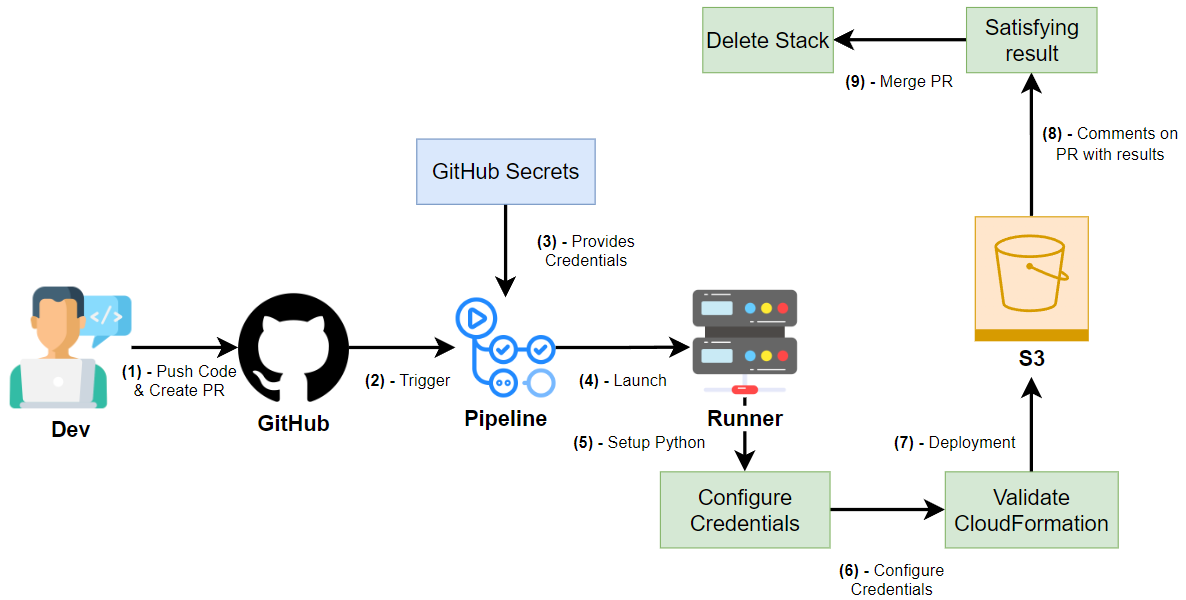 Delete Stack
Satisfying
result
(9) - Merge PR
(8) - Comments on
PR with results
GitHub Secrets
(3) - Provides
Credentials
</>
(1) - Push Code
& Create PR
Dev
GitHub
(2) - Trigger
Pipeline
(4) - Launch
Runner
(5) - Setup Python
Configure
Credentials
(6) - Configure
Credentials
Validate
CloudFormation
(7) - Deployment
S3